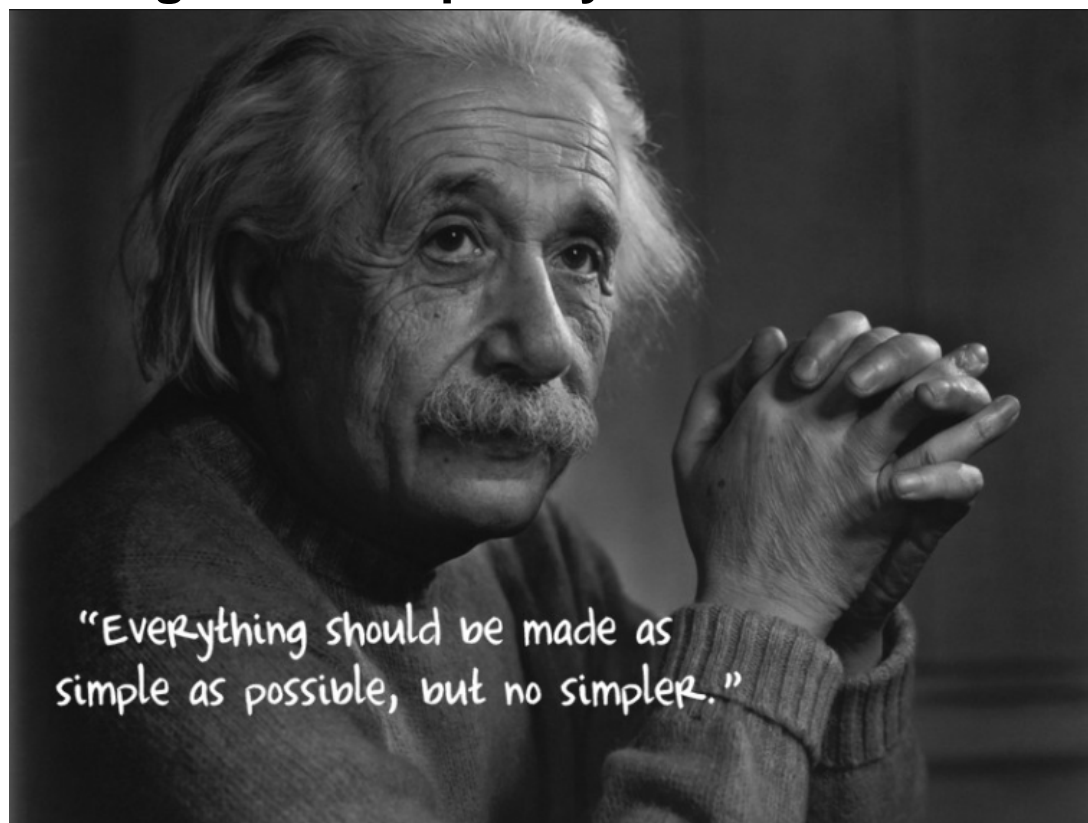 “Everything should be made as
simple as possible, but no simpler.”